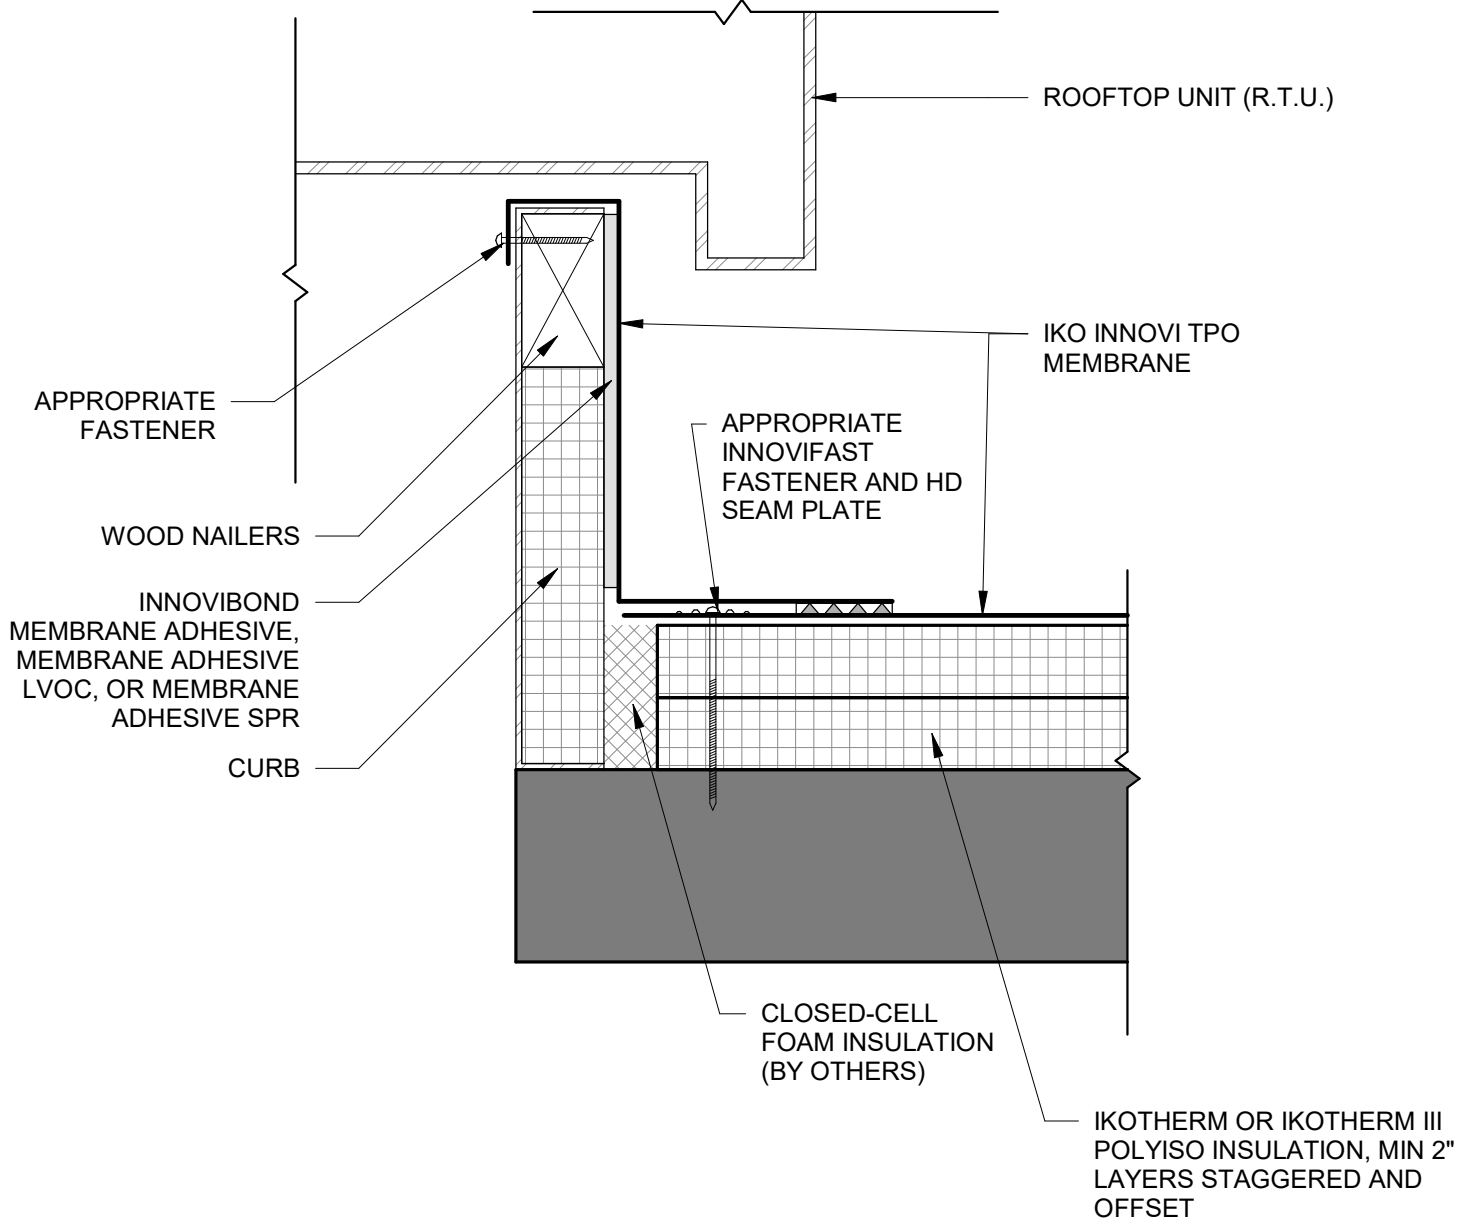 ROOFTOP UNIT (R.T.U.)
IKO INNOVI TPO
MEMBRANE
APPROPRIATE
FASTENER
APPROPRIATE
INNOVIFAST
FASTENER AND HD
SEAM PLATE
WOOD NAILERS
INNOVIBOND
MEMBRANE ADHESIVE,
MEMBRANE ADHESIVE
LVOC, OR MEMBRANE
ADHESIVE SPR
CURB
CLOSED-CELL
FOAM INSULATION
(BY OTHERS)
IKOTHERM OR IKOTHERM III
POLYISO INSULATION, MIN 2"
LAYERS STAGGERED AND
OFFSET